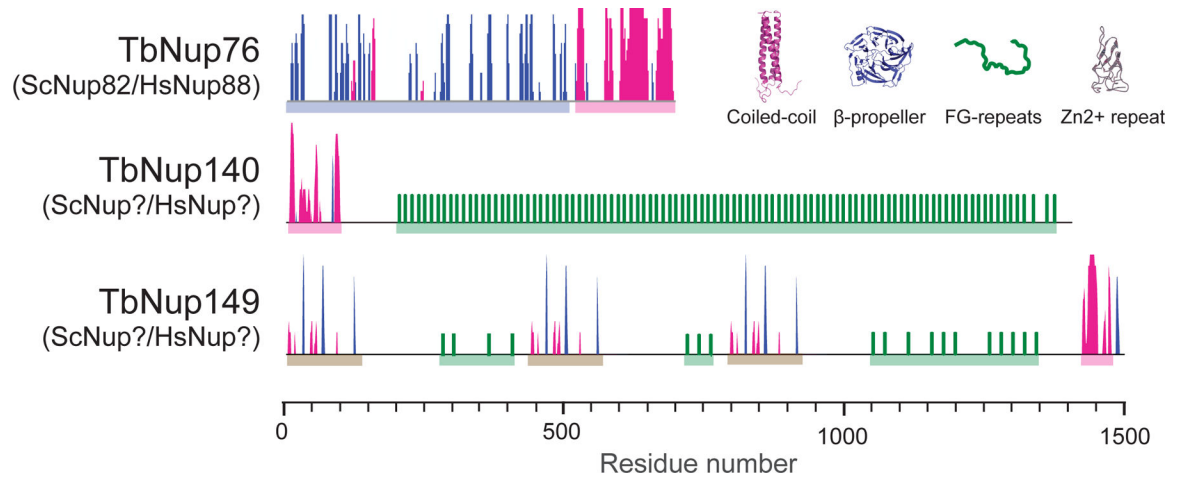 TbNup76
(ScNup82/HsNup88)
Coiled-coil β-propeller FG-repeats Zn2+ repeat
TbNup140
(ScNup?/HsNup?)
TbNup149
(ScNup?/HsNup?)
0 500 1000 1500
Residue number